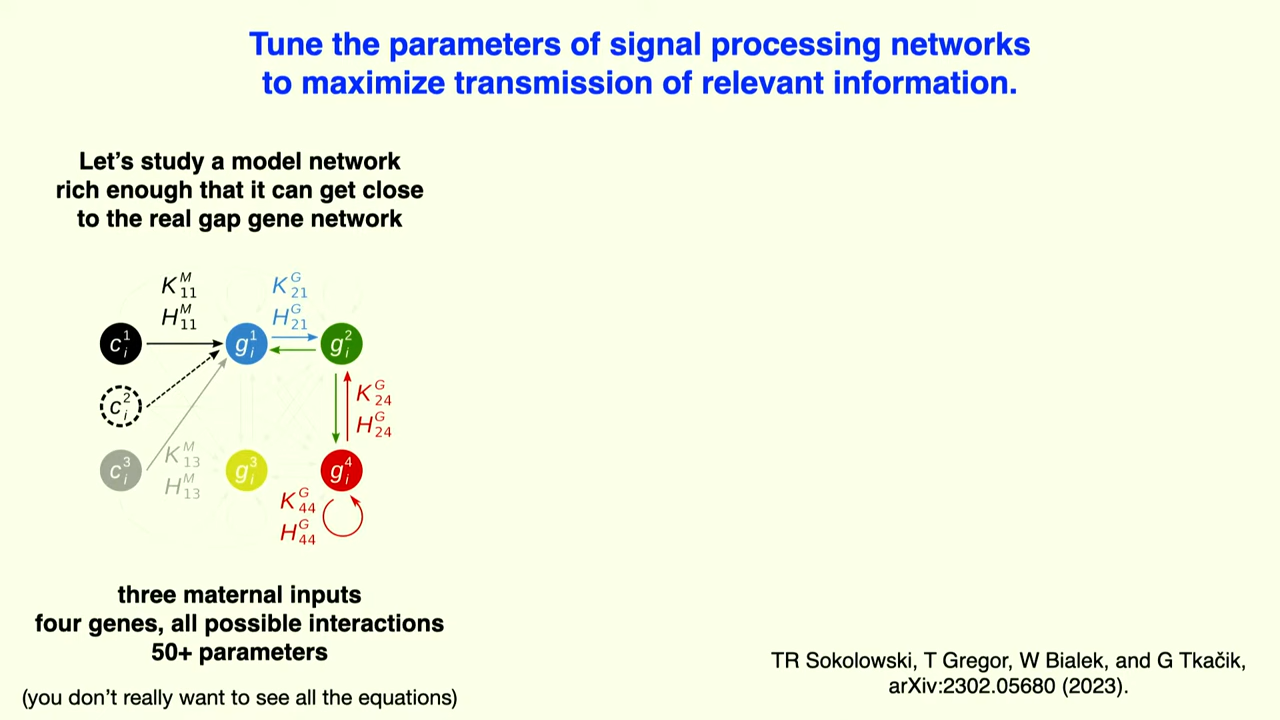 Tune the parameters of signal processing networks
to maximize transmission of relevant information.
Let's study a model network
rich enough that it can get close
to the real gap gene network
K^M_11 K^G_21
H^M_11 H^G_21
c^1_i g^1_i g^2_i
c^2_i K^G_24
H^G_24
c^3_i K^M_13 g^3_i g^4_i
H^M_13 K^G_44
H^G_44
three maternal inputs
four genes, all possible interactions
50+ parameters
(you don't really want to see all the equations)
TR Sokolowski, T Gregor, W Bialek, and G Tkačik,
arXiv:2302.05680 (2023).